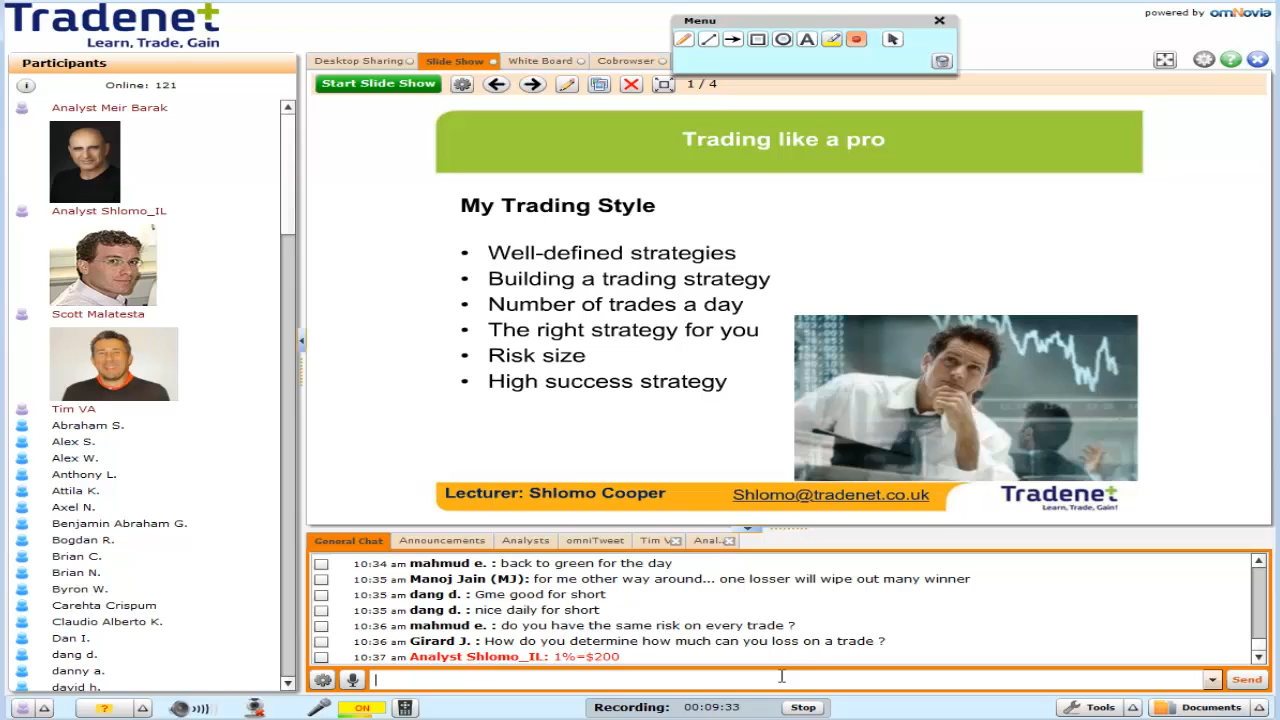 Tradenet
Learn, Trade, Gain
powered by omNovia
Menu
A
Participants
Online: 121
Analyst Meir Barak
Analyst Shlomo_IL
Scott Malatesta
Tim VA
Abraham S.
Alex S.
Alex W.
Anthony L.
Attila K.
Axel N.
Benjamin Abraham G.
Bogdan R.
Brian C.
Brian N.
Byron W.
Carehta Crispum
Claudio Alberto K.
Dan I.
dang d.
danny a.
david h.
Desktop Sharing
Slide Show
White Board
Cobrowser
Start Slide Show
1 / 4
Trading like a pro
My Trading Style
• Well-defined strategies
• Building a trading strategy
• Number of trades a day
• The right strategy for you
• Risk size
• High success strategy
Lecturer: Shlomo Cooper
Shlomo@tradenet.co.uk
Tradenet
Learn, Trade, Gain!
General Chat
Announcements
Analysts
omniTweet
Tim V
Anal...
10:34 am mahmud e. : back to green for the day
10:35 am Manoj Jain (MJ): for me other way around... one losser will wipe out many winner
10:35 am dang d. : Gme good for short
10:35 am dang d. : nice daily for short
10:36 am mahmud e. : do you have the same risk on every trade ?
10:36 am Girard J. : How do you determine how much can you loss on a trade ?
10:37 am Analyst Shlomo_IL: 1%=$200
Send
ON
Recording: 00:09:33
Stop
Tools
Documents